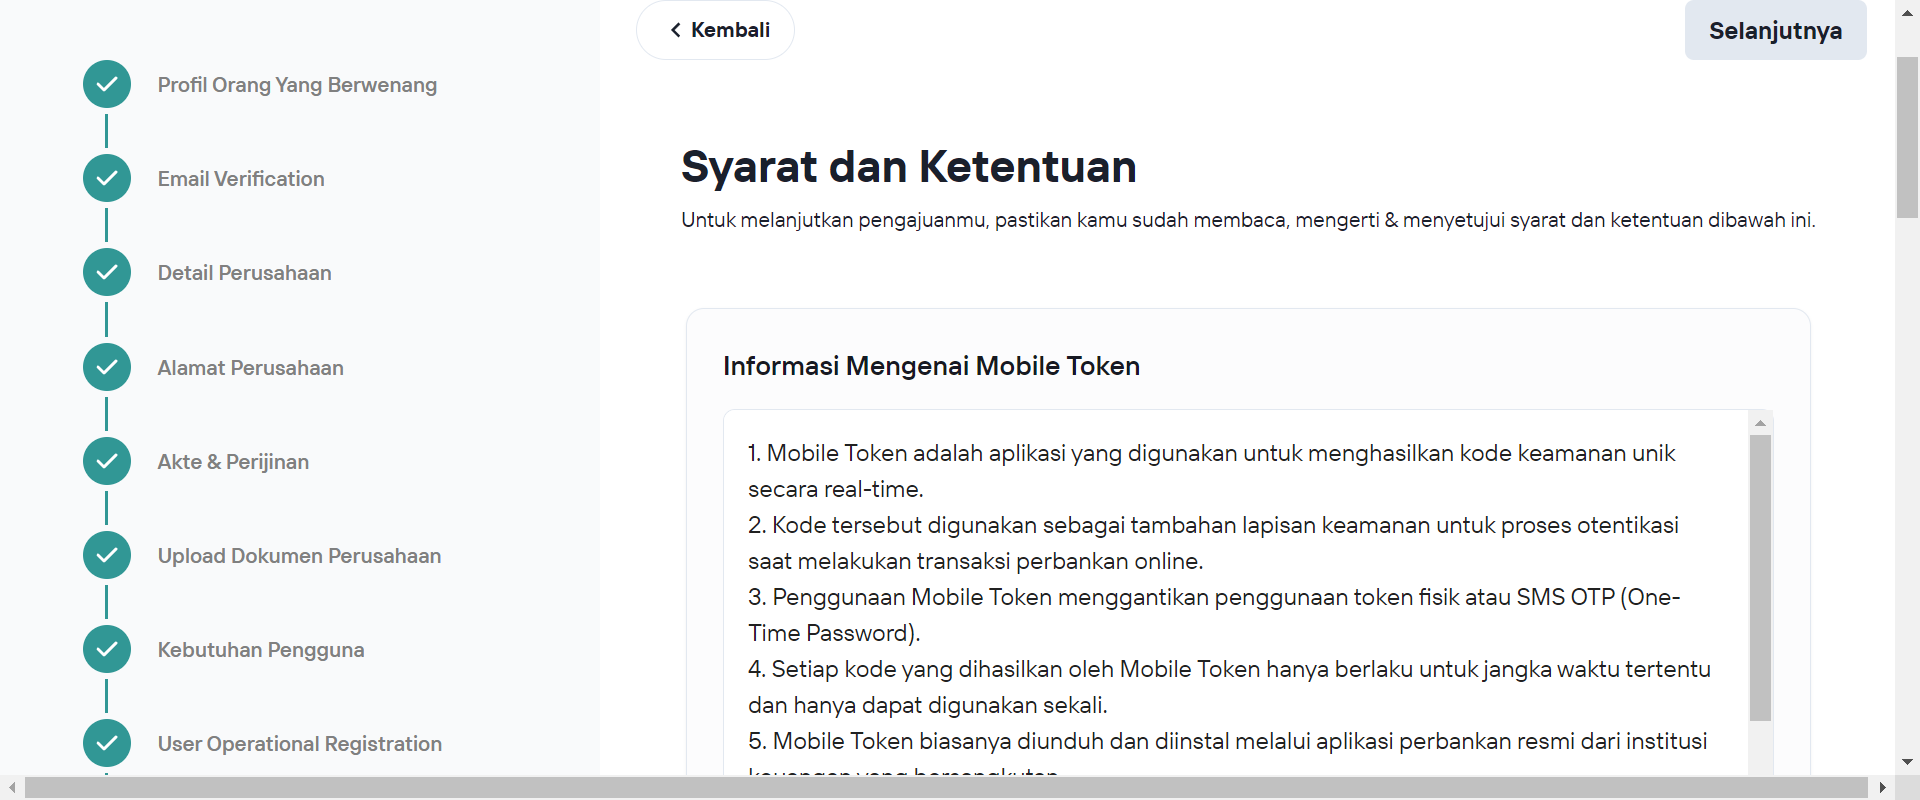 Kembali
Selanjutnya
Profil Orang Yang Berwenang
Email Verification
Detail Perusahaan
Alamat Perusahaan
Akte & Perijinan
Upload Dokumen Perusahaan
Kebutuhan Pengguna
User Operational Registration
Syarat dan Ketentuan
Untuk melanjutkan pengajuanmu, pastikan kamu sudah membaca, mengerti & menyetujui syarat dan ketentuan dibawah ini.
Informasi Mengenai Mobile Token
1. Mobile Token adalah aplikasi yang digunakan untuk menghasilkan kode keamanan unik
secara real-time.
2. Kode tersebut digunakan sebagai tambahan lapisan keamanan untuk proses otentikasi
saat melakukan transaksi perbankan online.
3. Penggunaan Mobile Token menggantikan penggunaan token fisik atau SMS OTP (One-
Time Password).
4. Setiap kode yang dihasilkan oleh Mobile Token hanya berlaku untuk jangka waktu tertentu
dan hanya dapat digunakan sekali.
5. Mobile Token biasanya diunduh dan diinstal melalui aplikasi perbankan resmi dari institusi